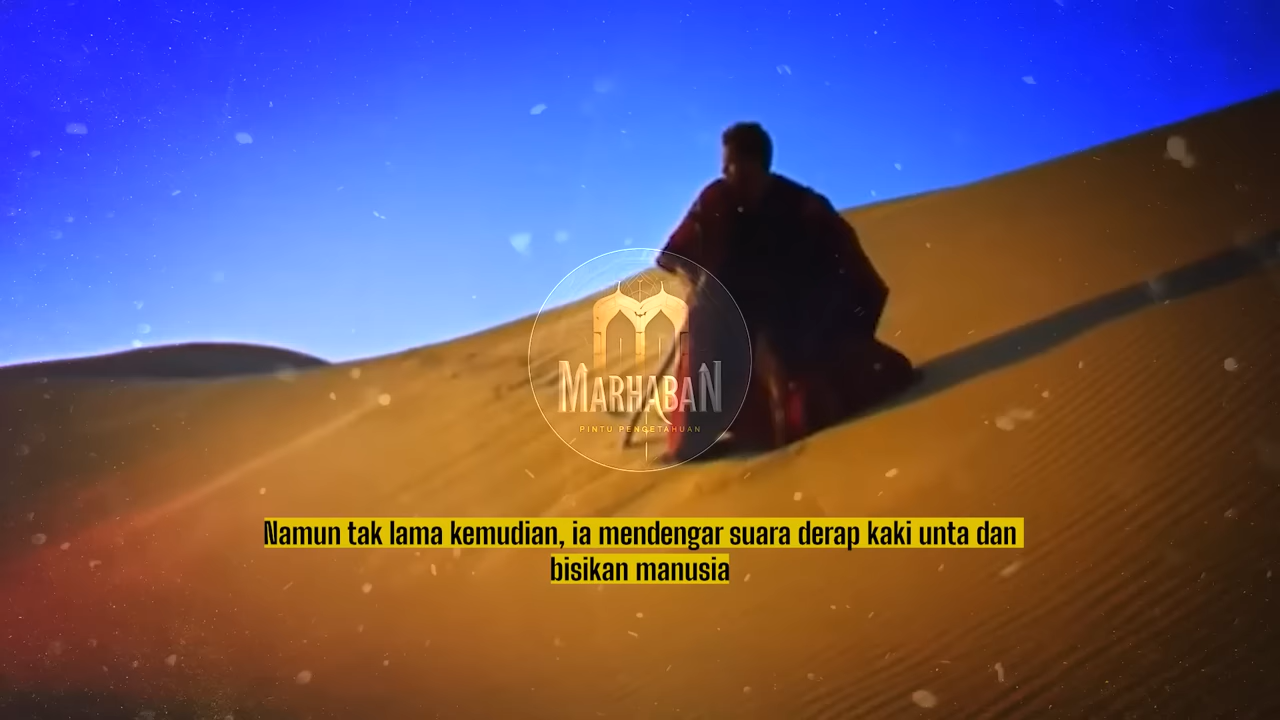 MARHABAN
PINTU PENGETAHUAN
Namun tak lama kemudian, ia mendengar suara derap kaki unta dan
bisikan manusia